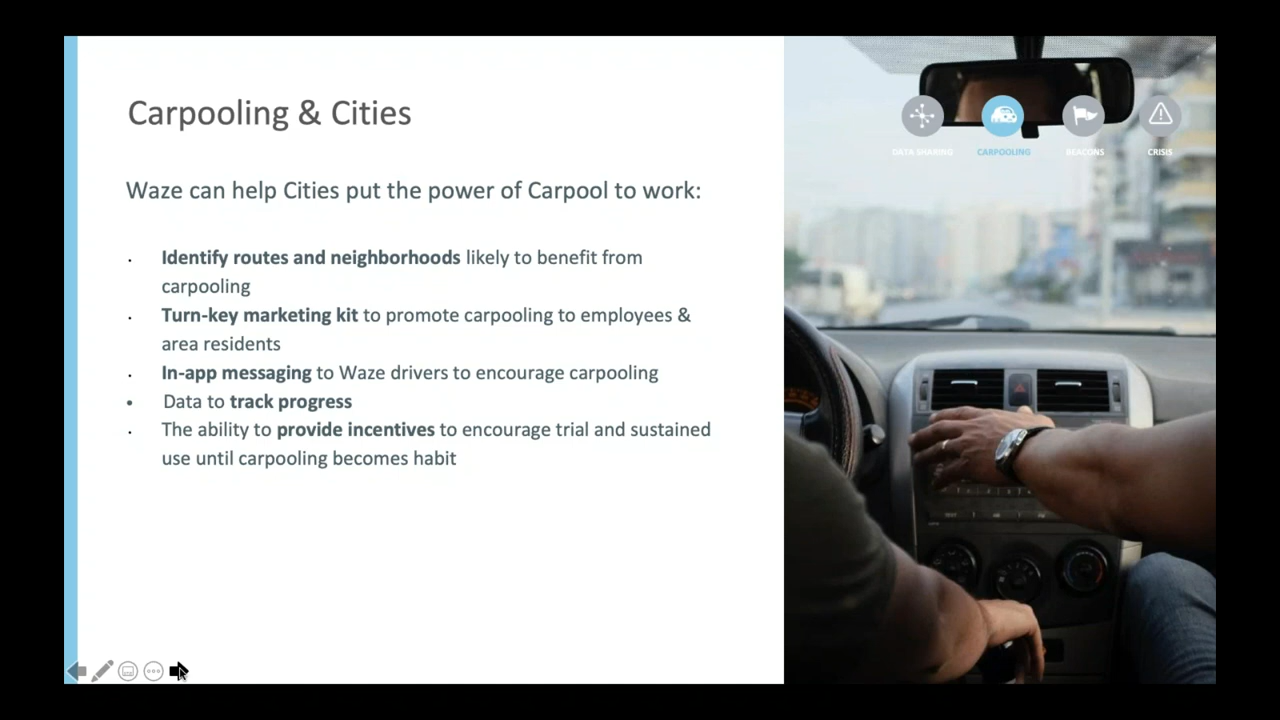 Carpooling & Cities
DATA SHARING
CARPOOLING
BEACONS
CRISIS
Waze can help Cities put the power of Carpool to work:
Identify routes and neighborhoods likely to benefit from
carpooling
Turn-key marketing kit to promote carpooling to employees &
area residents
In-app messaging to Waze drivers to encourage carpooling
Data to track progress
The ability to provide incentives to encourage trial and sustained
use until carpooling becomes habit